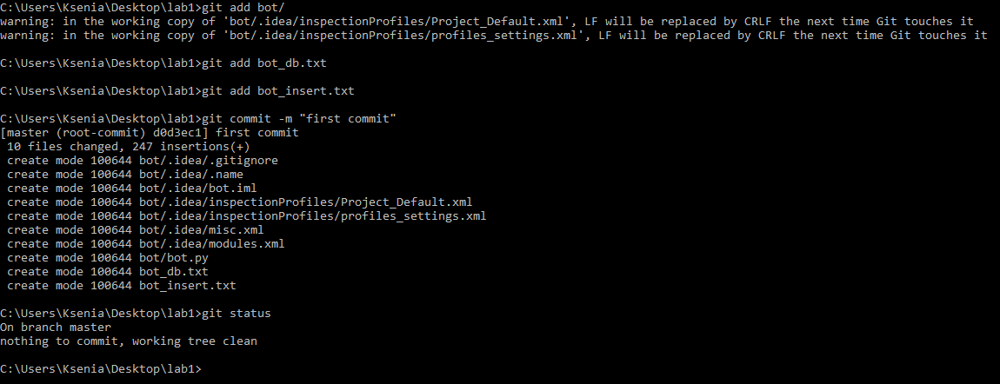 C:\Users\Ksenia\Desktop\lab1>git add bot/
warning: in the working copy of 'bot/.idea/inspectionProfiles/Project_Default.xml', LF will be replaced by CRLF the next time Git touches it
warning: in the working copy of 'bot/.idea/inspectionProfiles/profiles_settings.xml', LF will be replaced by CRLF the next time Git touches it
C:\Users\Ksenia\Desktop\lab1>git add bot_db.txt
C:\Users\Ksenia\Desktop\lab1>git add bot_insert.txt
C:\Users\Ksenia\Desktop\lab1>git commit -m "first commit"
[master (root-commit) d0d3ec1] first commit
 10 files changed, 247 insertions(+)
 create mode 100644 bot/.idea/.gitignore
 create mode 100644 bot/.idea/.name
 create mode 100644 bot/.idea/bot.iml
 create mode 100644 bot/.idea/inspectionProfiles/Project_Default.xml
 create mode 100644 bot/.idea/inspectionProfiles/profiles_settings.xml
 create mode 100644 bot/.idea/misc.xml
 create mode 100644 bot/.idea/modules.xml
 create mode 100644 bot/bot.py
 create mode 100644 bot_db.txt
 create mode 100644 bot_insert.txt
C:\Users\Ksenia\Desktop\lab1>git status
On branch master
nothing to commit, working tree clean
C:\Users\Ksenia\Desktop\lab1>